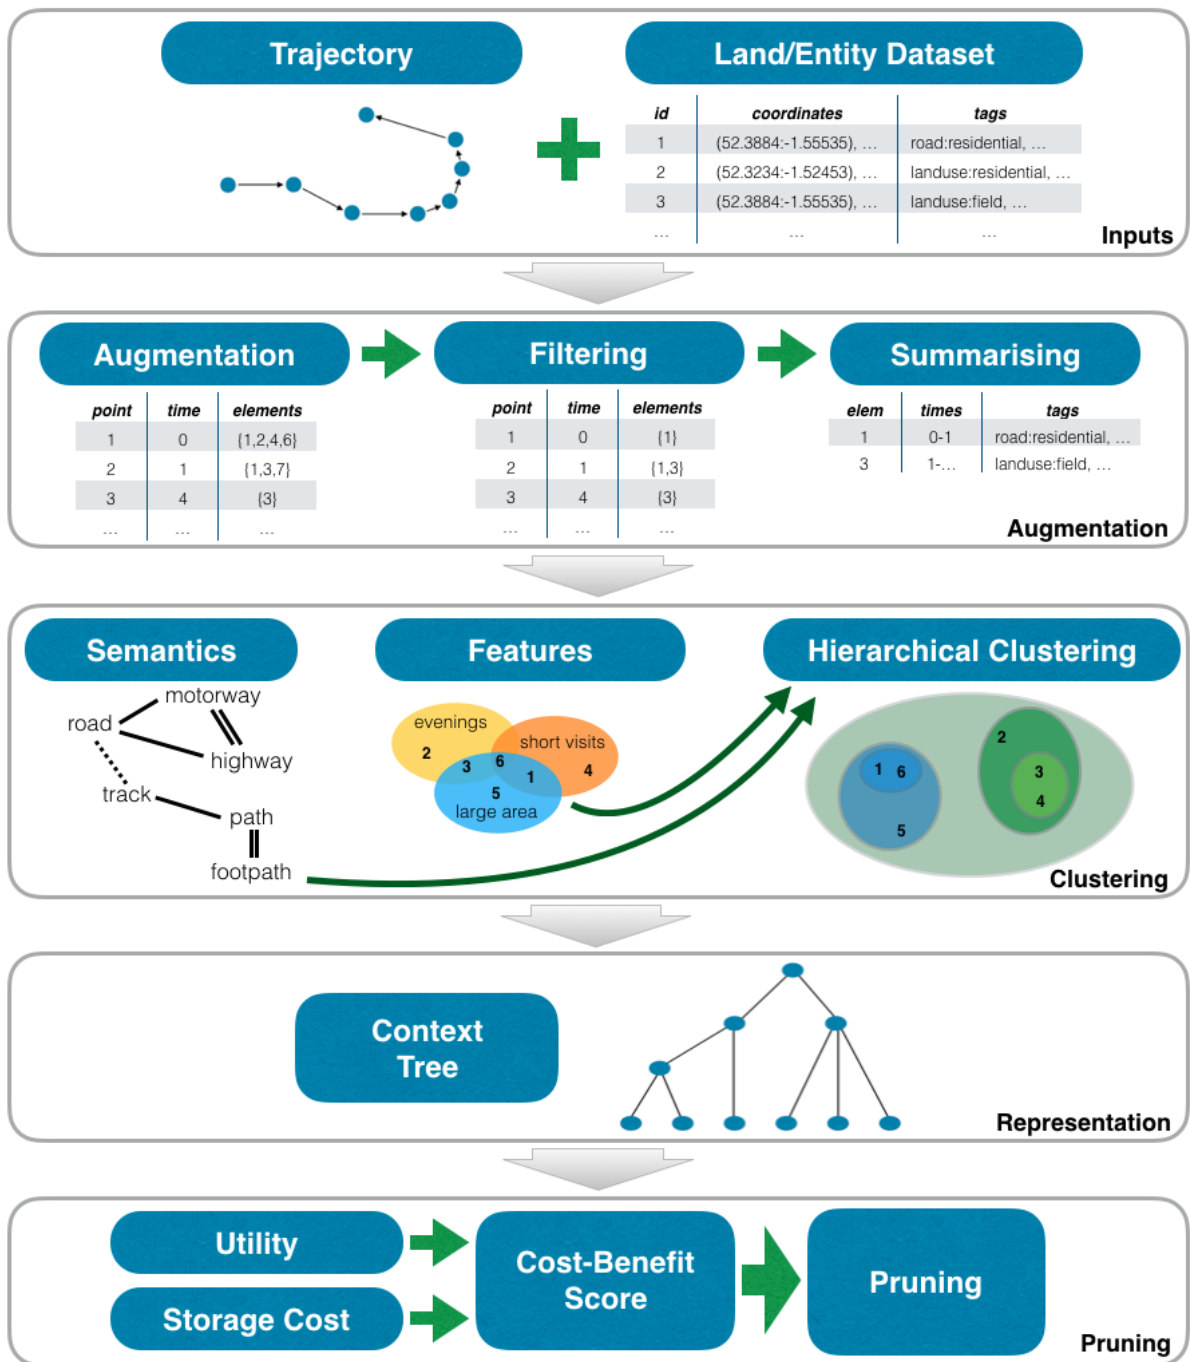 Trajectory
Land/Entity Dataset
id coordinates tags
1 (52.3884:-1.55535), ... road:residential, ...
2 (52.3234:-1.52453), ... landuse:residential, ...
3 (52.3884:-1.55535), ... landuse:field, ...
... ... ...
Inputs
Augmentation
Filtering
Summarising
point time elements
1 0 {1,2,4,6}
2 1 {1,3,7}
3 4 {3}
... ... ...
point time elements
1 0 {1}
2 1 {1,3}
3 4 {3}
... ... ...
elem times tags
1 0-1 road:residential, ...
3 1-... landuse:field, ...
Augmentation
Semantics
Features
Hierarchical Clustering
motorway
road
highway
track
path
footpath
evenings
short visits
2
3
6
1
4
5
large area
1 6
5
2
3
4
Clustering
Context
Tree
Representation
Utility
Storage Cost
Cost-Benefit
Score
Pruning
Pruning